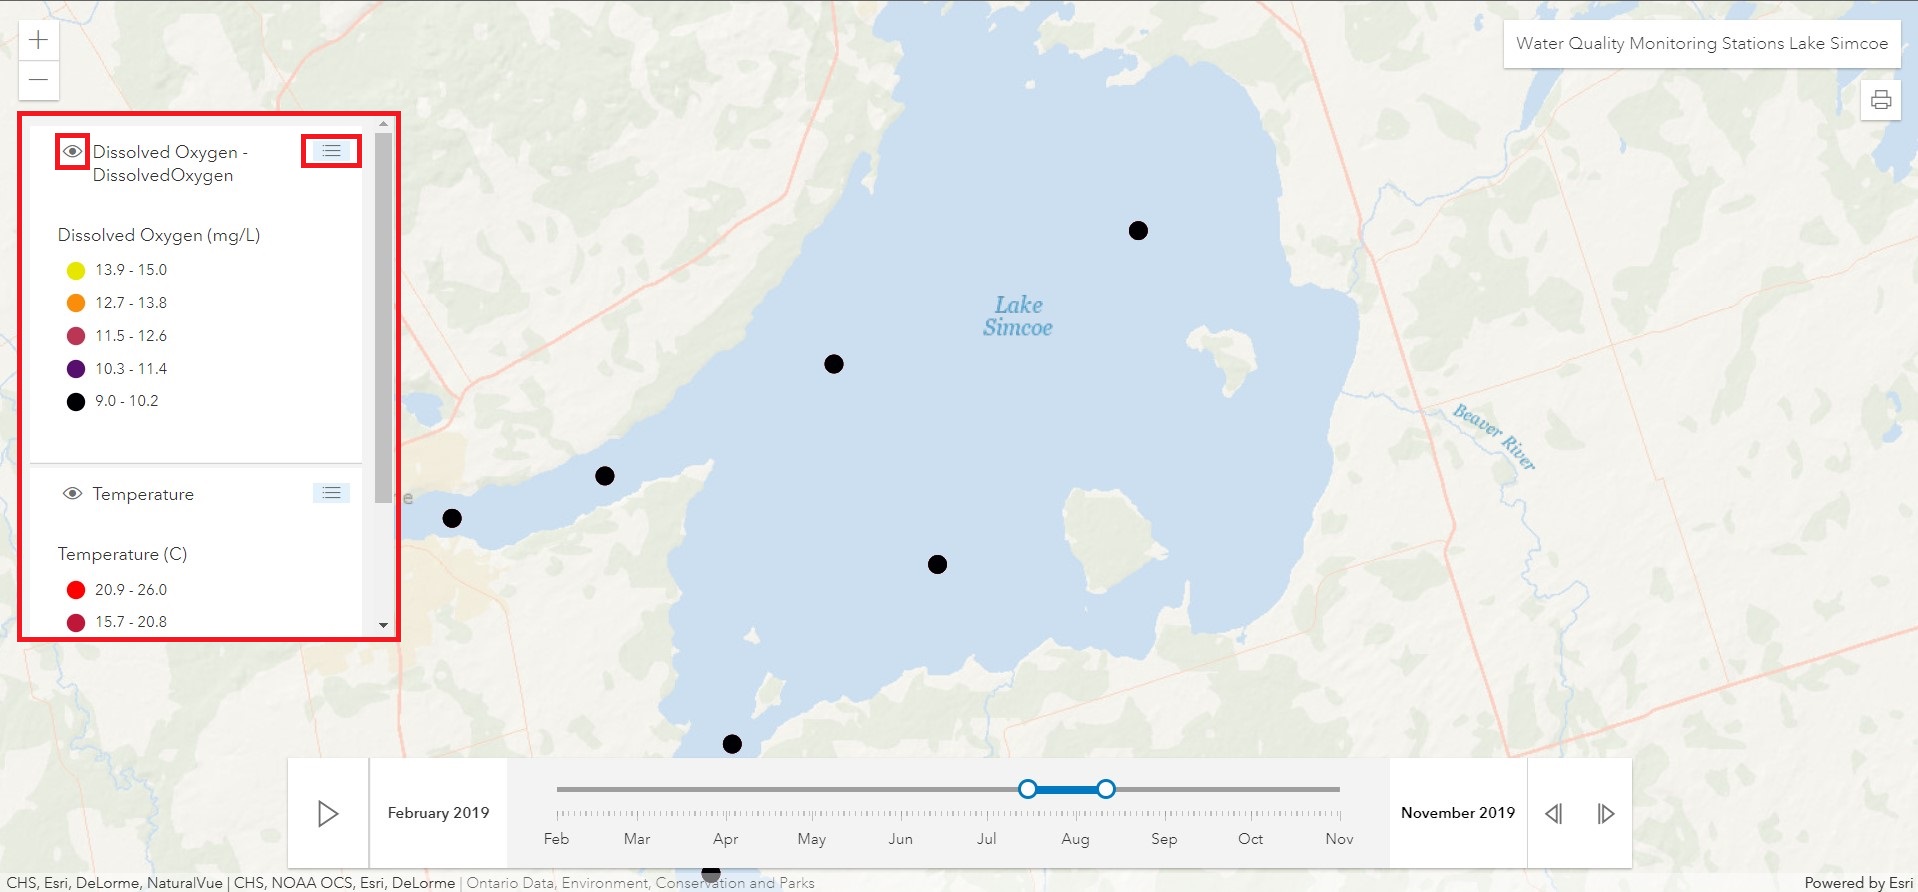 Water Quality Monitoring Stations Lake Simcoe
Dissolved Oxygen -
DissolvedOxygen
Dissolved Oxygen (mg/L)
13.9 - 15.0
12.7 - 13.8
11.5 - 12.6
10.3 - 11.4
9.0 - 10.2
Temperature
Temperature (C)
20.9 - 26.0
15.7 - 20.8
e
Lake
Simcoe
Beaver River
February 2019
Feb Mar Apr May Jun Jul Aug Sep Oct Nov
November 2019
CHS, Esri, DeLorme, NaturalVue | CHS, NOAA OCS, Esri, DeLorme | Ontario Data, Environment, Conservation and Parks
Powered by Esri